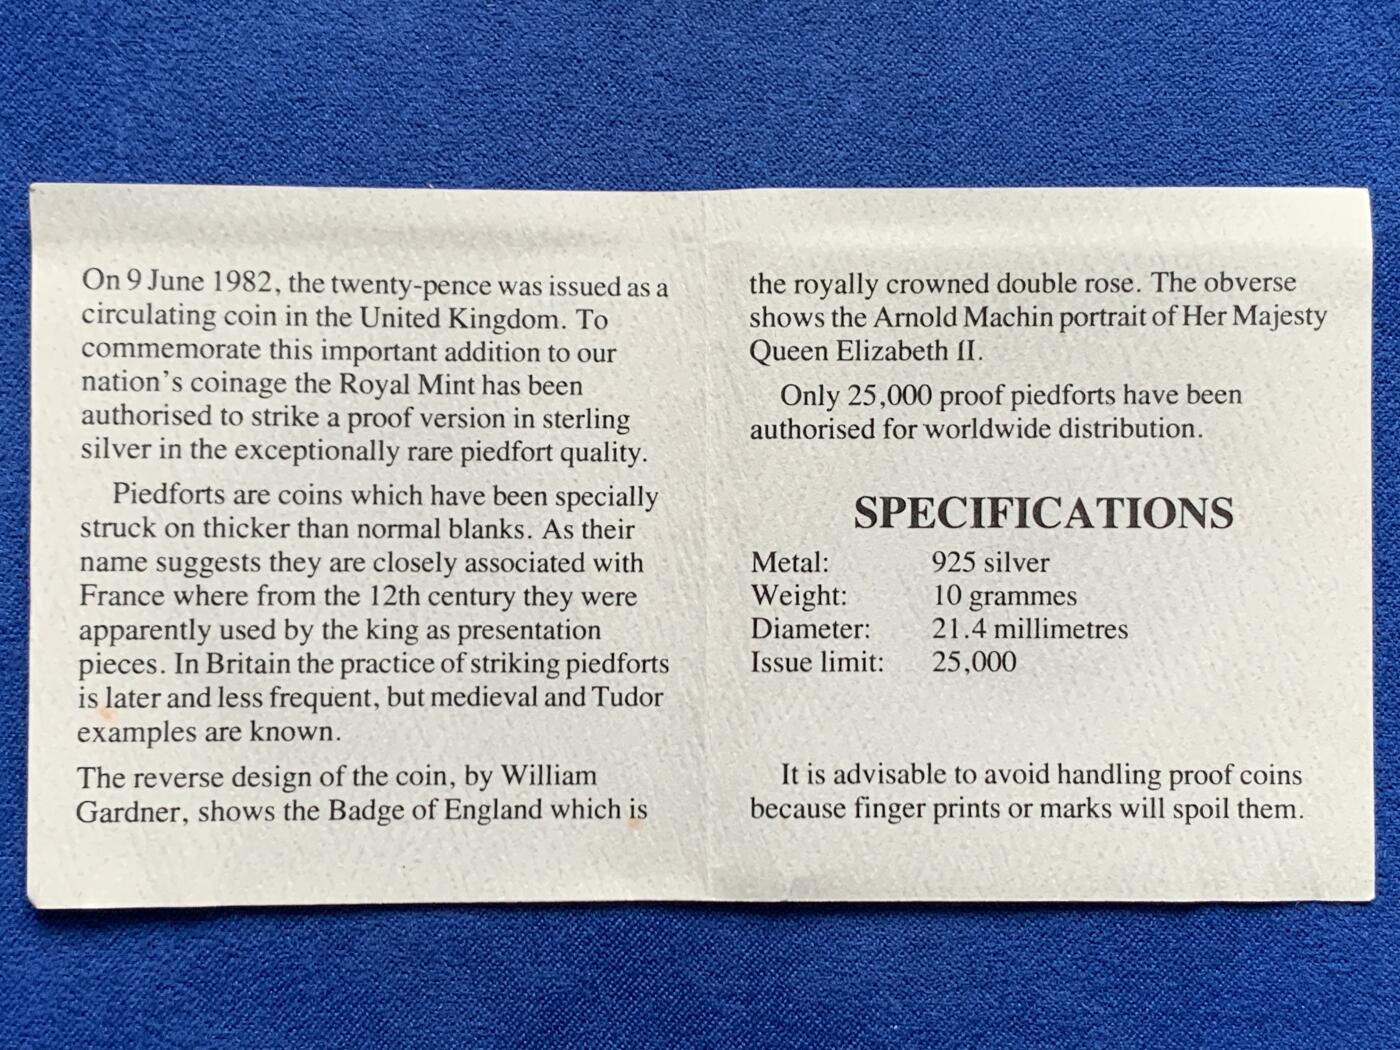 On 9 June 1982, the twenty-pence was issued as a
circulating coin in the United Kingdom. To
commemorate this important addition to our
nation's coinage the Royal Mint has been
authorised to strike a proof version in sterling
silver in the exceptionally rare piedfort quality.
Piedforts are coins which have been specially
struck on thicker than normal blanks. As their
name suggests they are closely associated with
France where from the 12th century they were
apparently used by the king as presentation
pieces. In Britain the practice of striking piedforts
is later and less frequent, but medieval and Tudor
examples are known.
The reverse design of the coin, by William
Gardner, shows the Badge of England which is
the royally crowned double rose. The obverse
shows the Arnold Machin portrait of Her Majesty
Queen Elizabeth II.
Only 25,000 proof piedforts have been
authorised for worldwide distribution.
SPECIFICATIONS
Metal: 925 silver
Weight: 10 grammes
Diameter: 21.4 millimetres
Issue limit: 25,000
It is advisable to avoid handling proof coins
because finger prints or marks will spoil them.